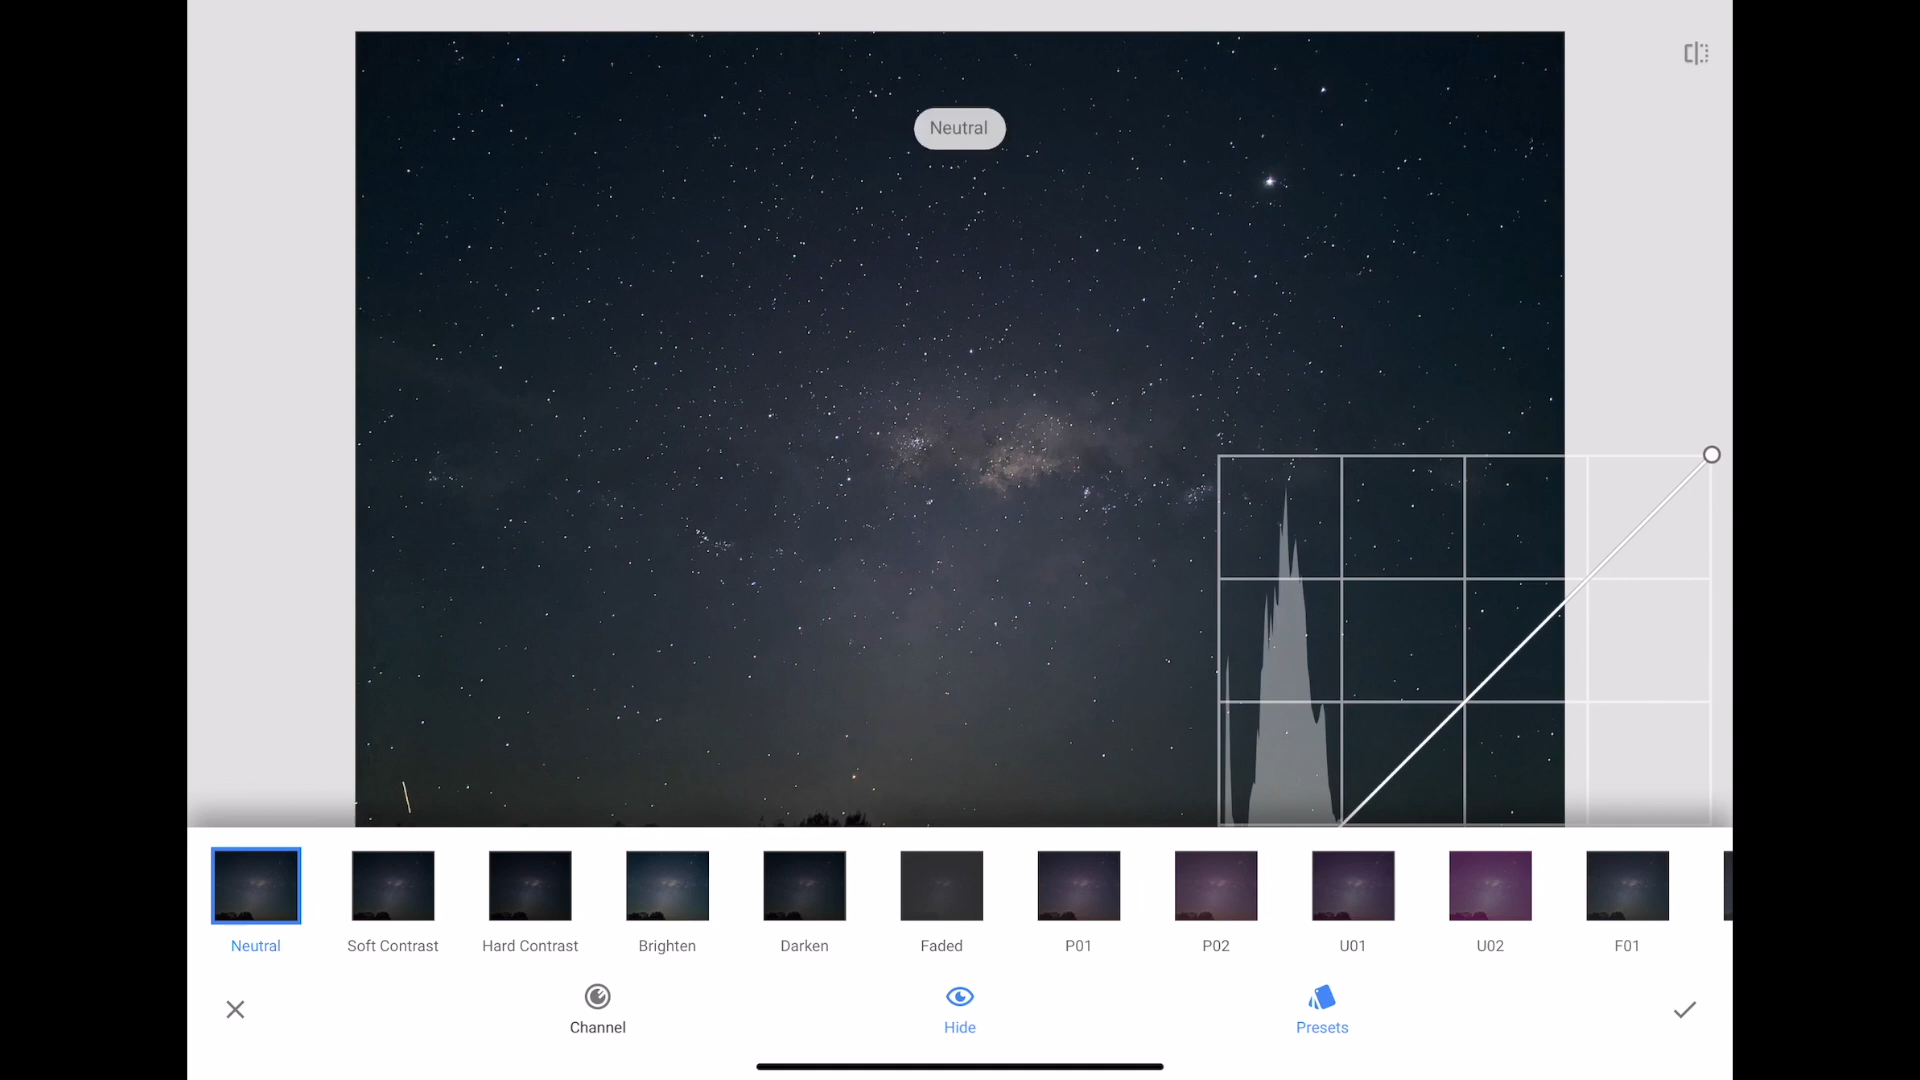 Neutral
Neutral
Soft Contrast
Hard Contrast
Brighten
Darken
Faded
P01
P02
U01
U02
F01
Channel
Hide
Presets